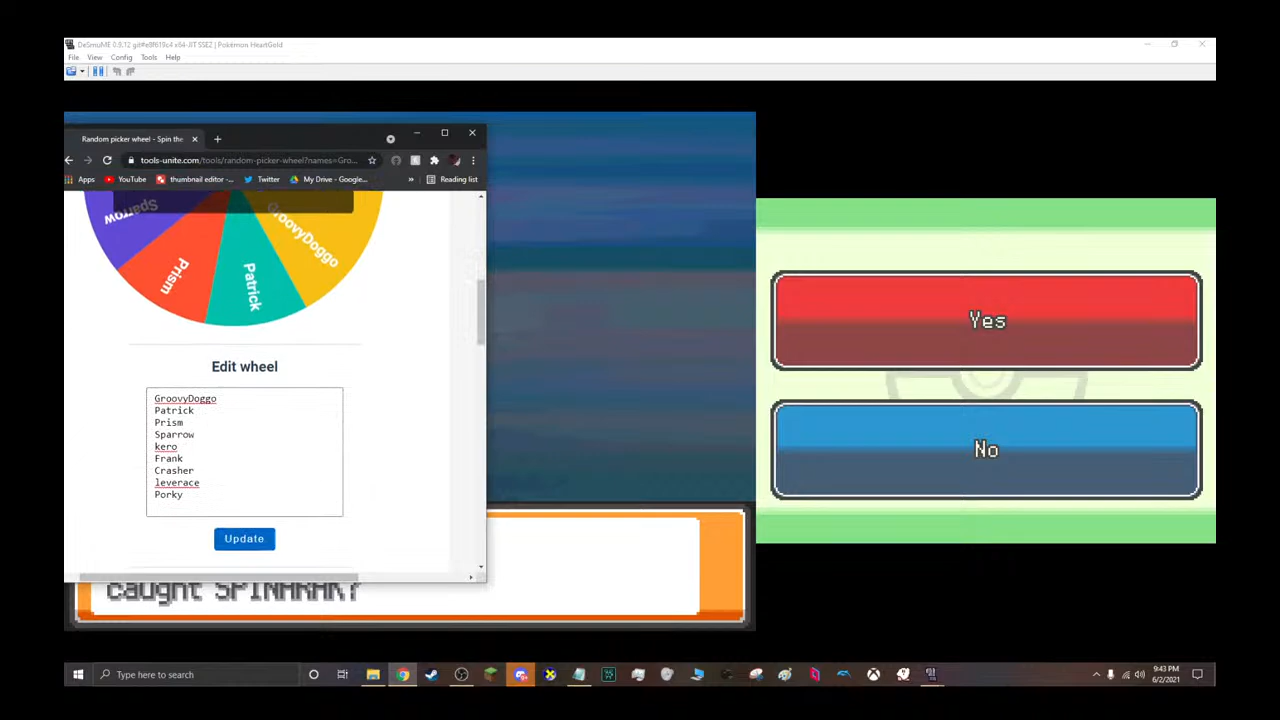 DeSmuME 0.9.12 git#e8f619c4 x64-JIT SSE2 | Pokémon HeartGold
File View Config Tools Help
Random picker wheel - Spin the
tools-unite.com/tools/random-picker-wheel?names=Gro...
Apps YouTube thumbnail editor -... Twitter My Drive - Google... » Reading list
Sparrow
GroovyDoggo
Prism
Patrick
Edit wheel
GroovyDoggo
Patrick
Prism
Sparrow
kero
Frank
Crasher
leverace
Porky
Update
caught SPINARAK?
Yes
No
Type here to search
9:43 PM
6/2/2021